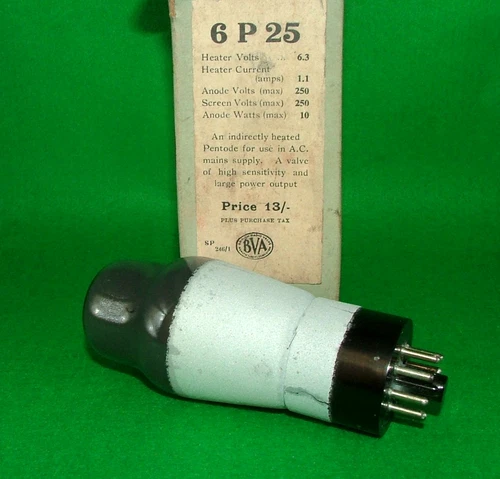 6 P 25
Heater Volts 6.3
Heater Current
(amps) 1.1
Anode Volts (max) 250
Screen Volts (max) 250
Anode Watts (max) 10
An indirectly heated
Pentode for use in A.C.
mains supply. A valve
of high sensitivity and
large power output
Price 13/-
PLUS PURCHASE TAX
SP
246/1
BVA